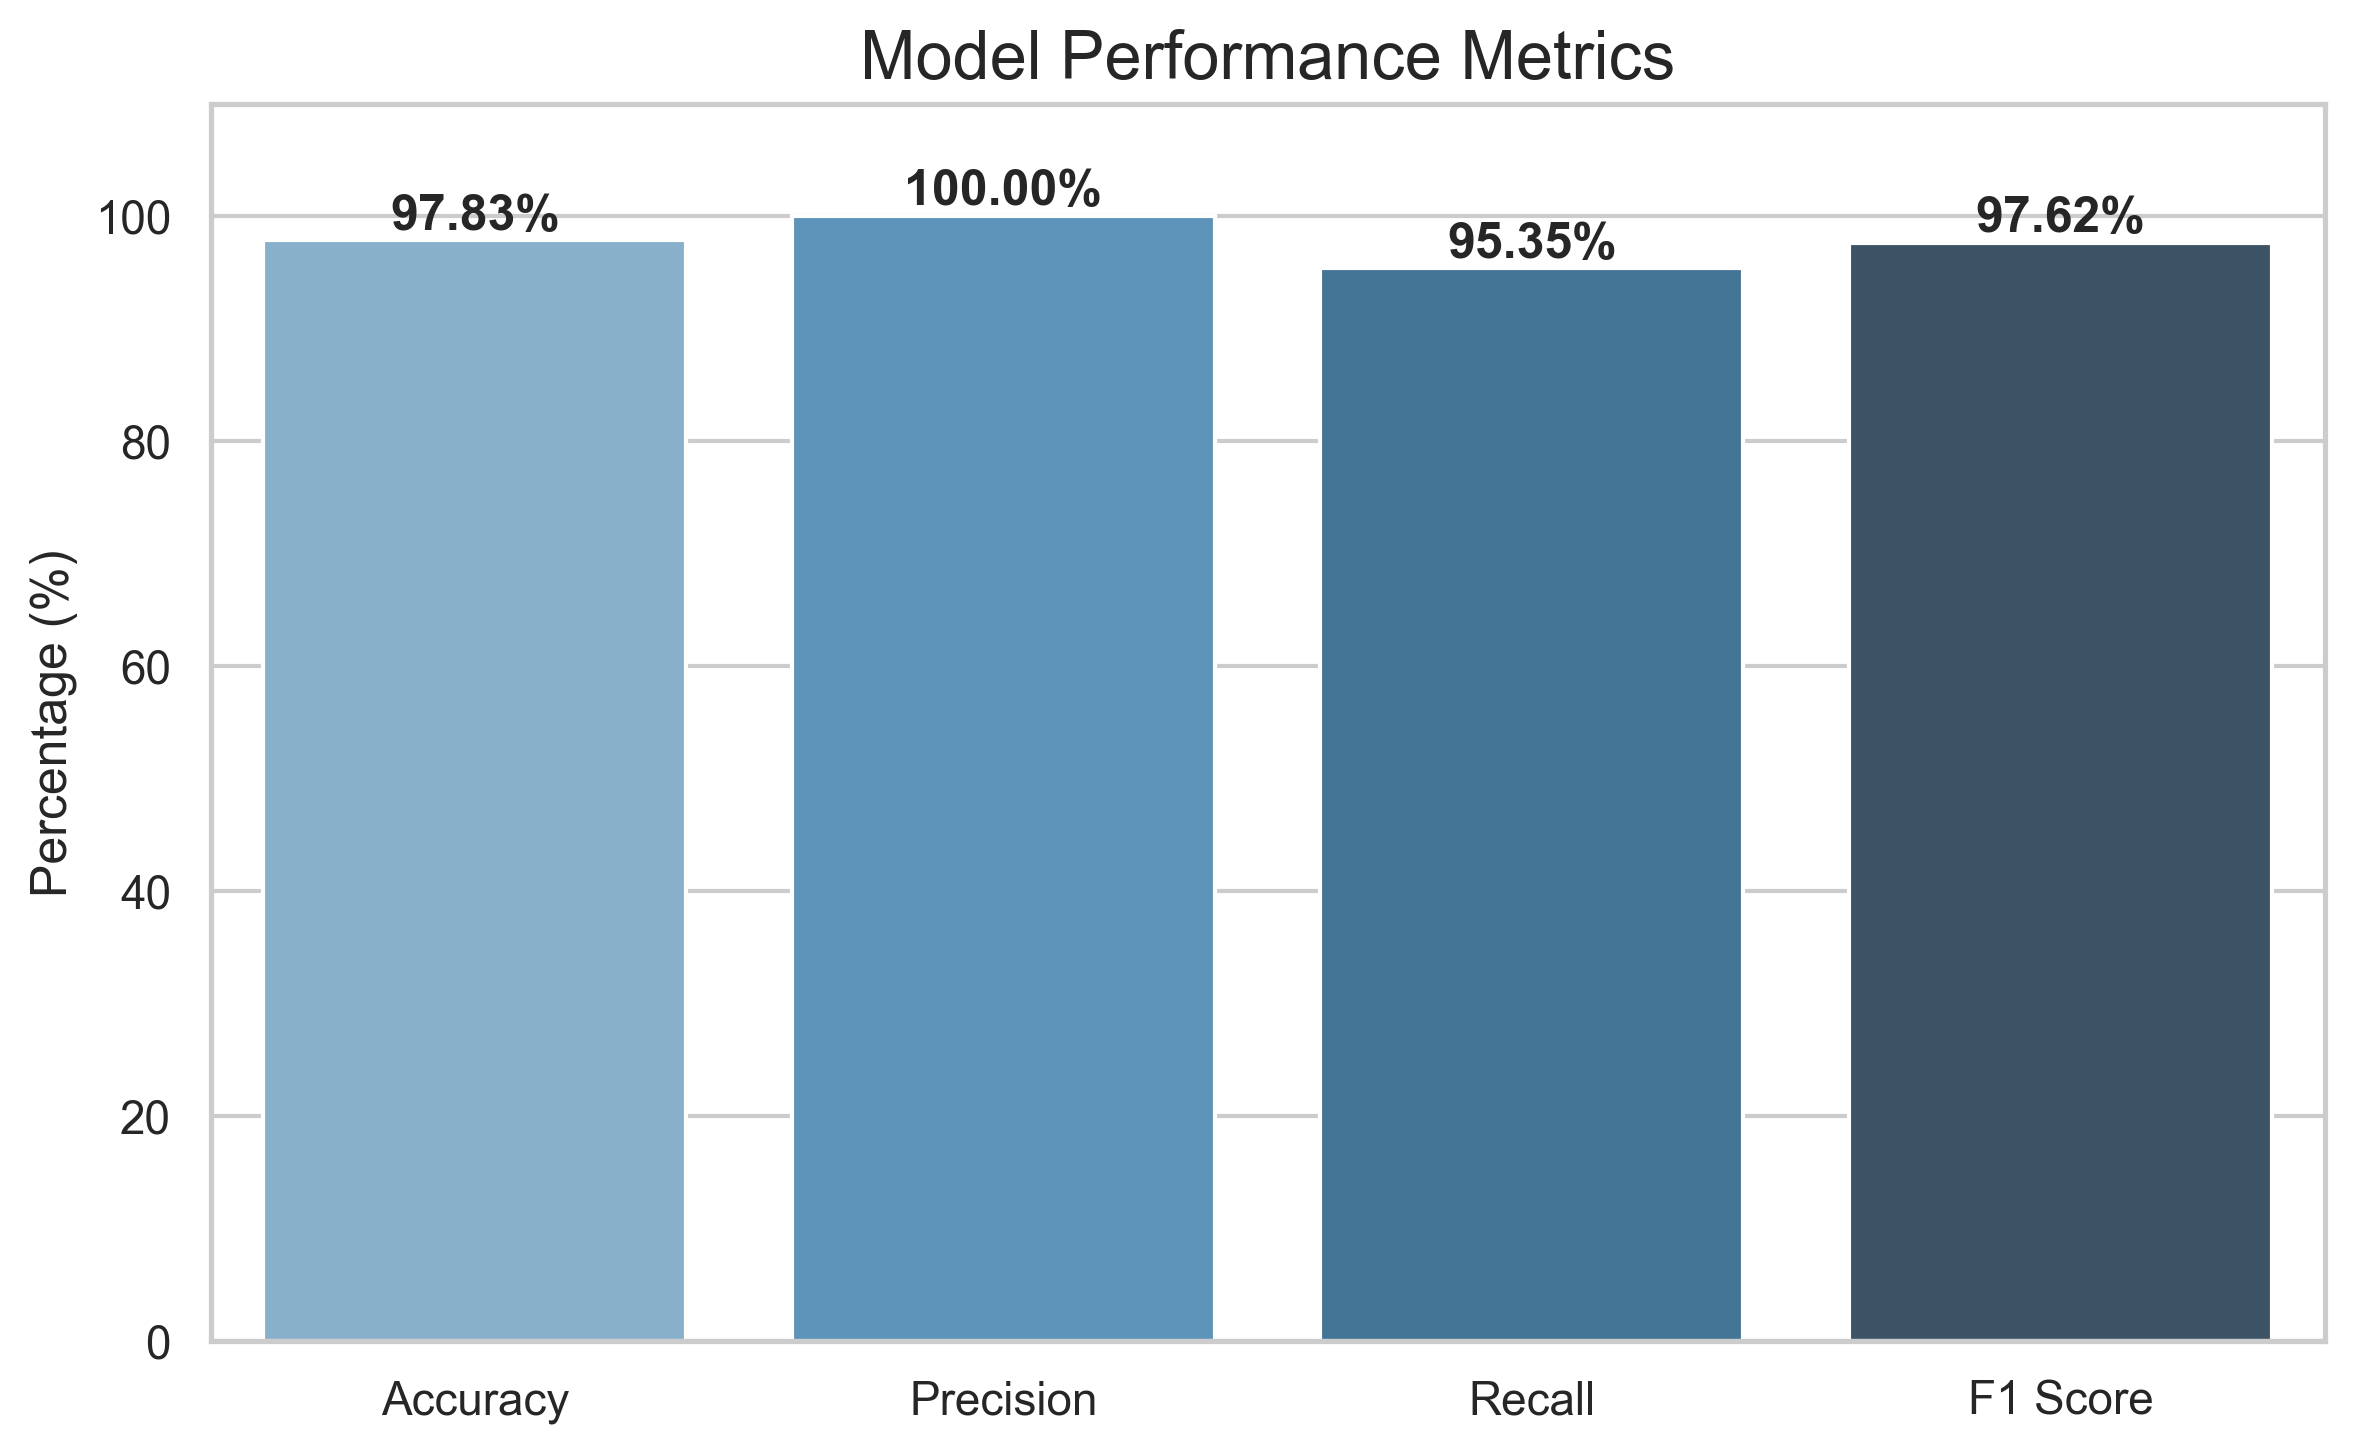 Model Performance Metrics
97.83%
100.00%
95.35%
97.62%
100
80
60
40
20
0
Percentage (%)
Accuracy
Precision
Recall
F1 Score